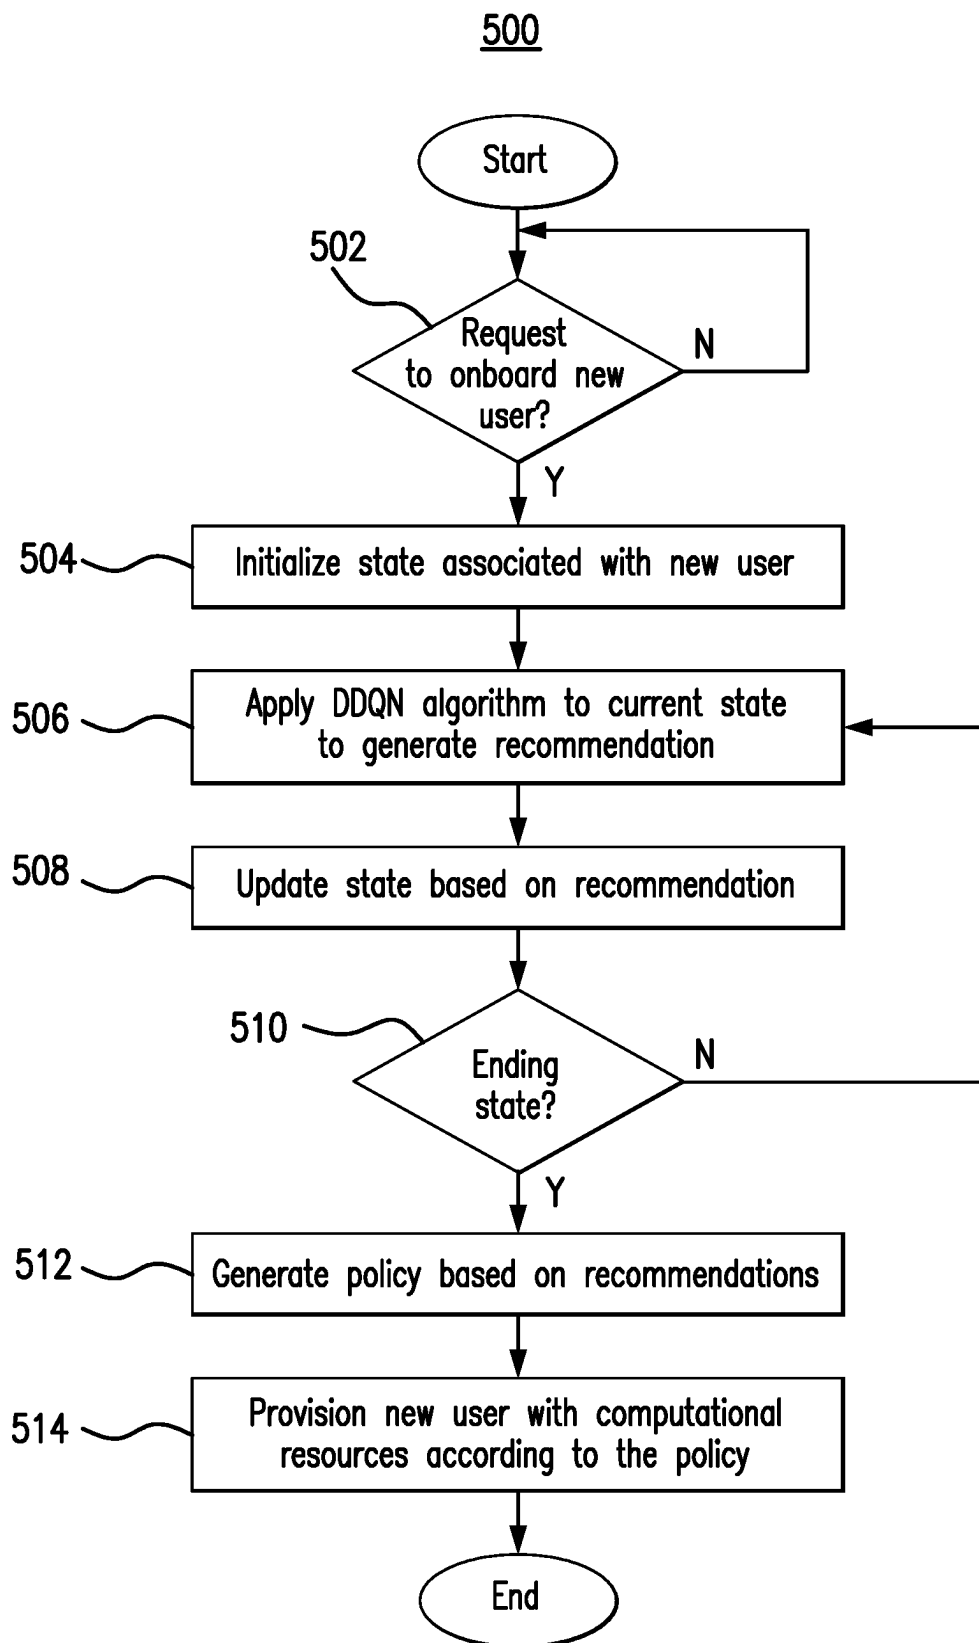 500
Start
502
Request
to onboard new
user?
N
Y
504
Initialize state associated with new user
506
Apply DDQN algorithm to current state
to generate recommendation
508
Update state based on recommendation
510
Ending
state?
N
Y
512
Generate policy based on recommendations
514
Provision new user with computational
resources according to the policy
End